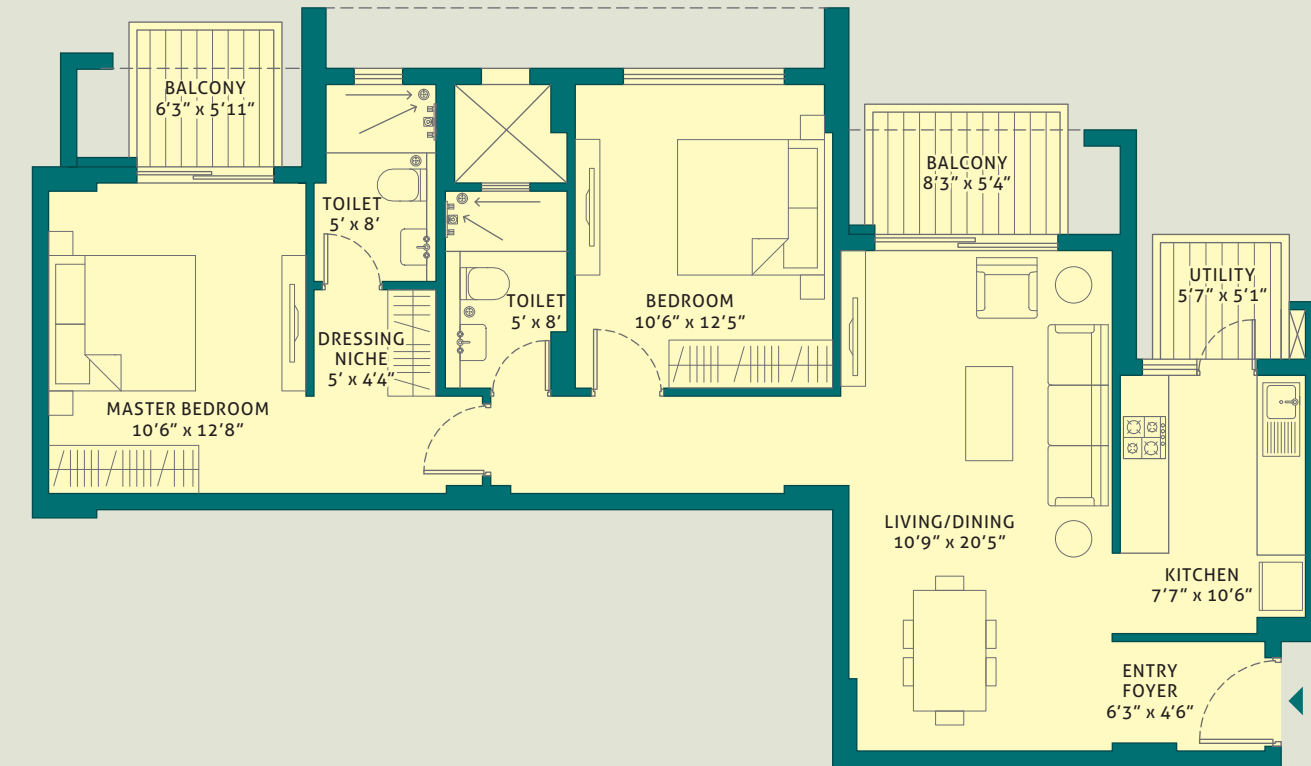 BALCONY
6’3” x 5’11”
BALCONY
8’3” x 5’4”
TOILET
5’ x 8’
UTILITY
5’7” x 5’1”
TOILET
5’ x 8’
BEDROOM
10’6” x 12’5”
DRESSING
NICHE
5’ x 4’4”
MASTER BEDROOM
10’6” x 12’8”
LIVING/DINING
10’9” x 20’5”
KITCHEN
7’7” x 10’6”
ENTRY
FOYER
6’3” x 4’6”